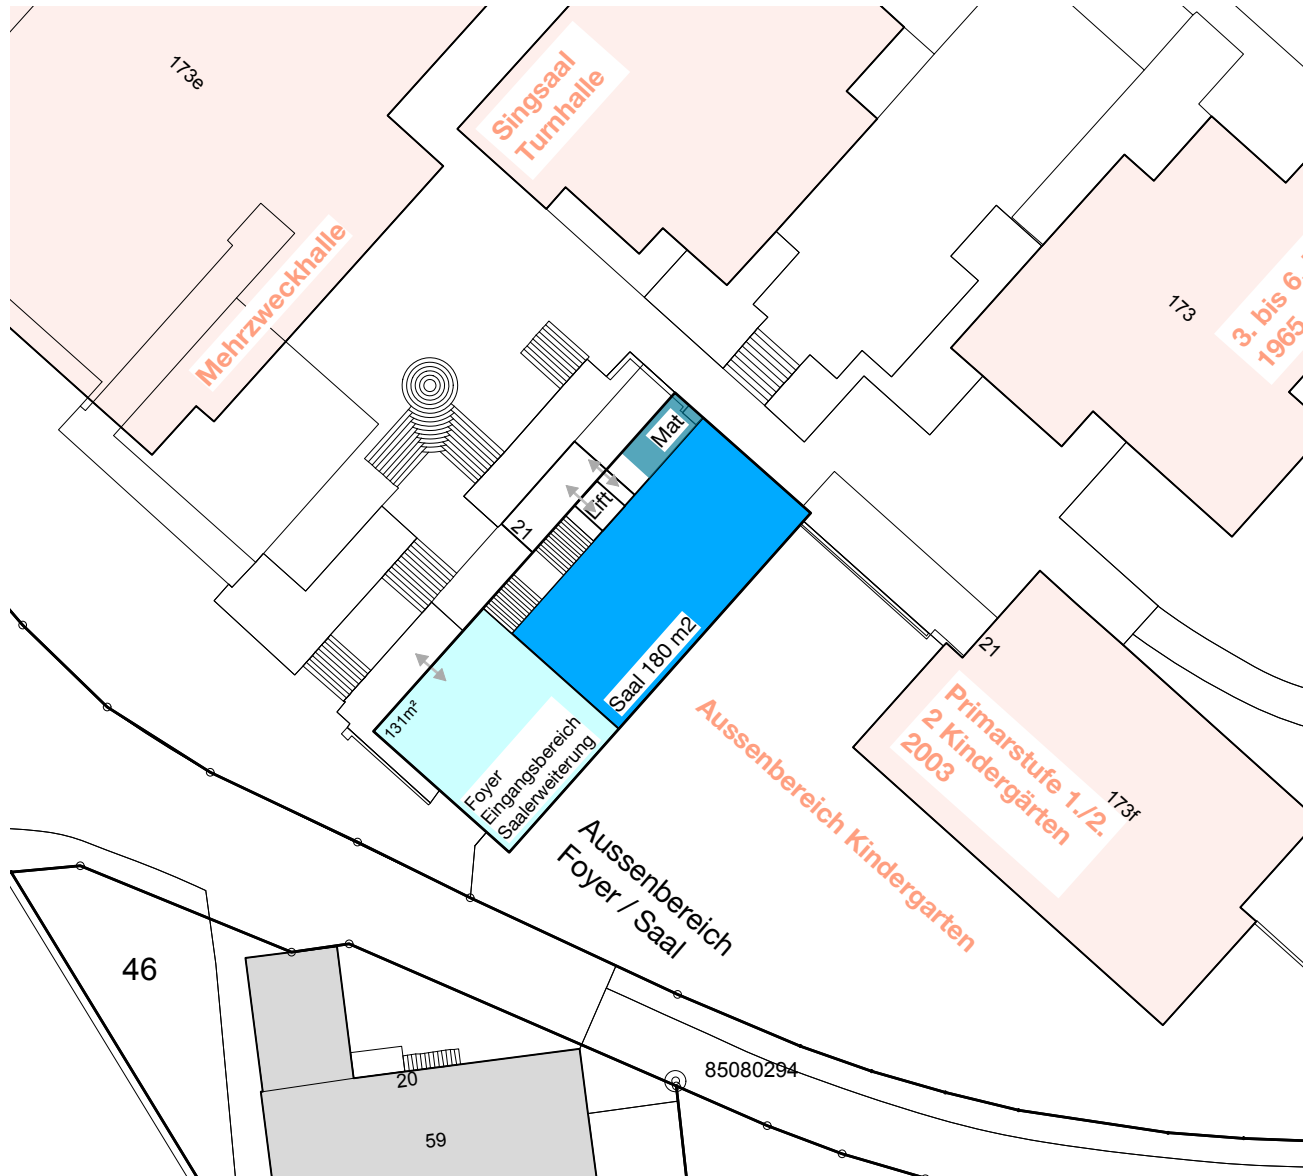 173e
Singsaal
Turnhalle
Mehrzweckhalle
173
3. bis 6.
1965
Mat
Lift
21
Saal 180 m2
131m²
Foyer
Eingangsbereich
Saalerweiterung
21
Primarstufe 1./2.
2 Kindergärten
2003
173f
Aussenbereich Kindergarten
Aussenbereich
Foyer / Saal
46
85080294
20
59